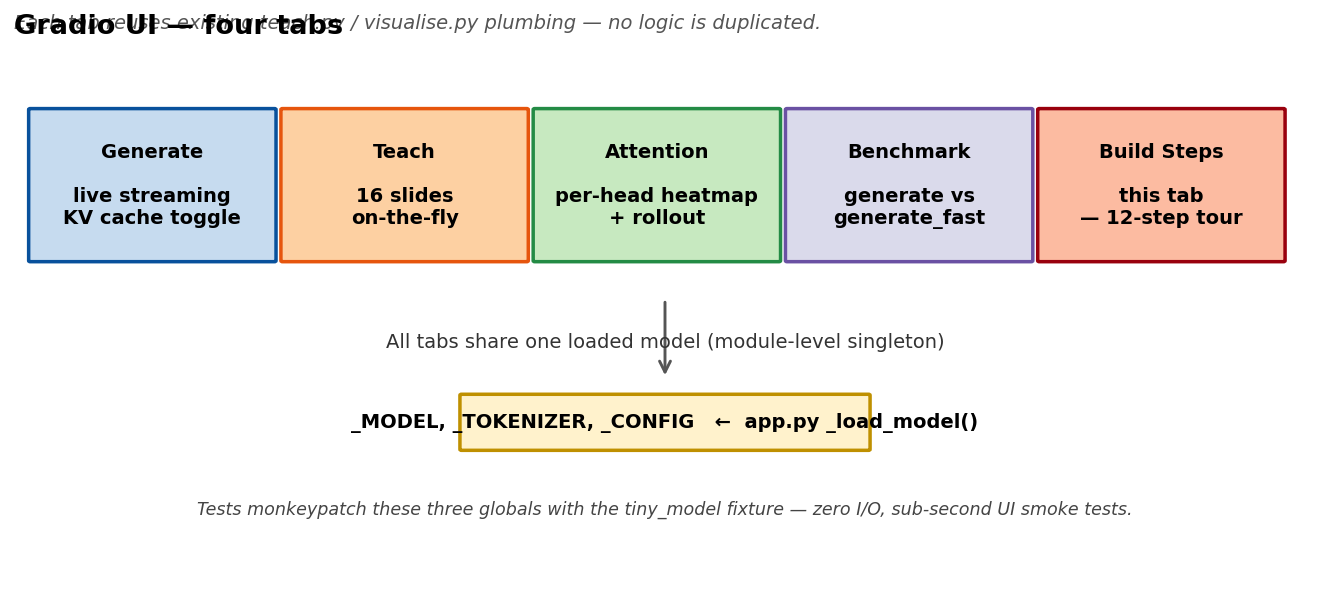 Gradio UI — four tabs
Each tab reuses existing teach.py / visualise.py plumbing — no logic is duplicated.
Generate
live streaming
KV cache toggle
Teach
16 slides
on-the-fly
Attention
per-head heatmap
+ rollout
Benchmark
generate vs
generate_fast
Build Steps
this tab
— 12-step tour
All tabs share one loaded model (module-level singleton)
_MODEL, _TOKENIZER, _CONFIG ← app.py _load_model()
Tests monkeypatch these three globals with the tiny_model fixture — zero I/O, sub-second UI smoke tests.